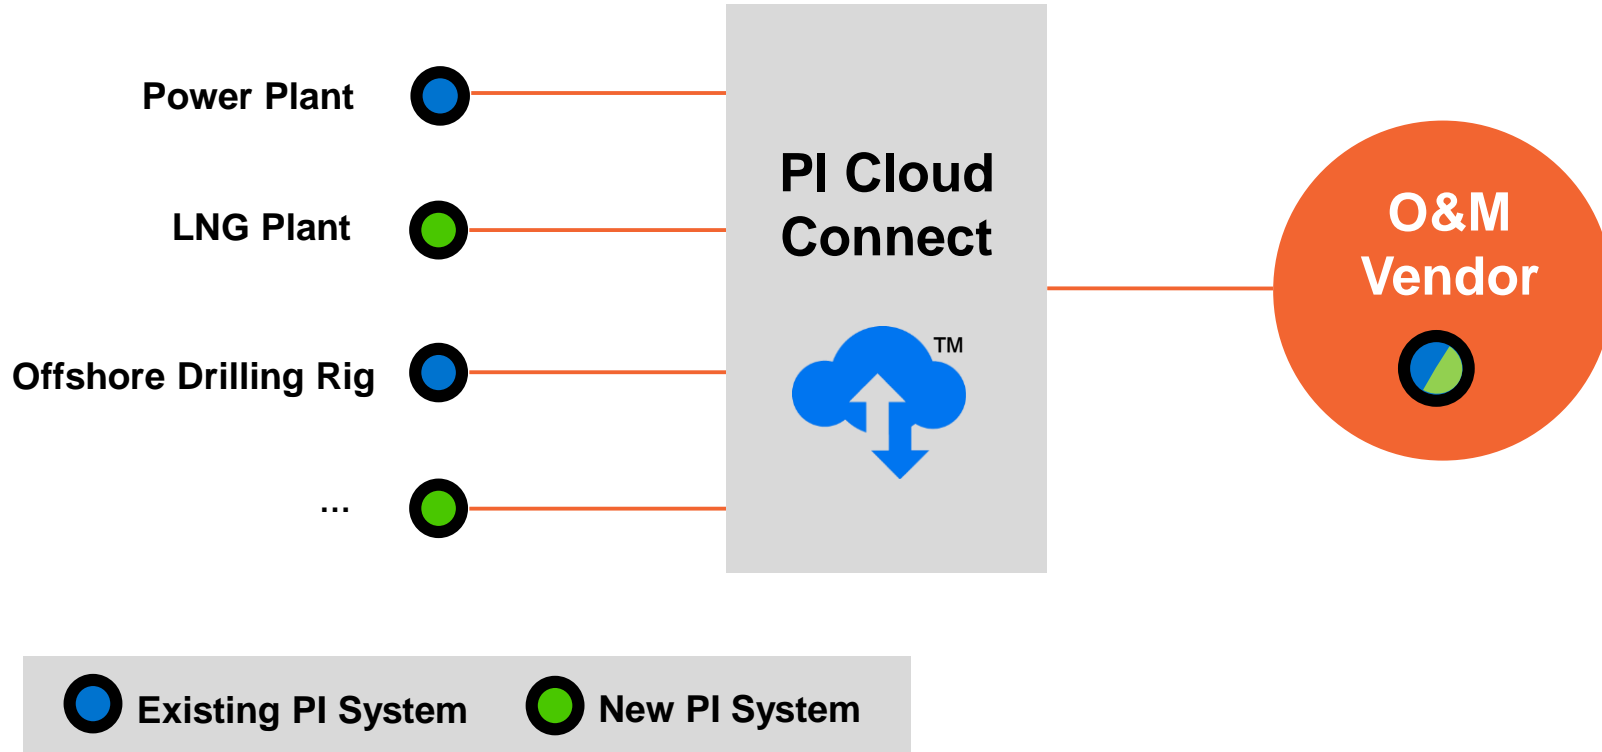 Power Plant
LNG Plant
Offshore Drilling Rig
...
PI Cloud
Connect
TM
O&M
Vendor
Existing PI System
New PI System